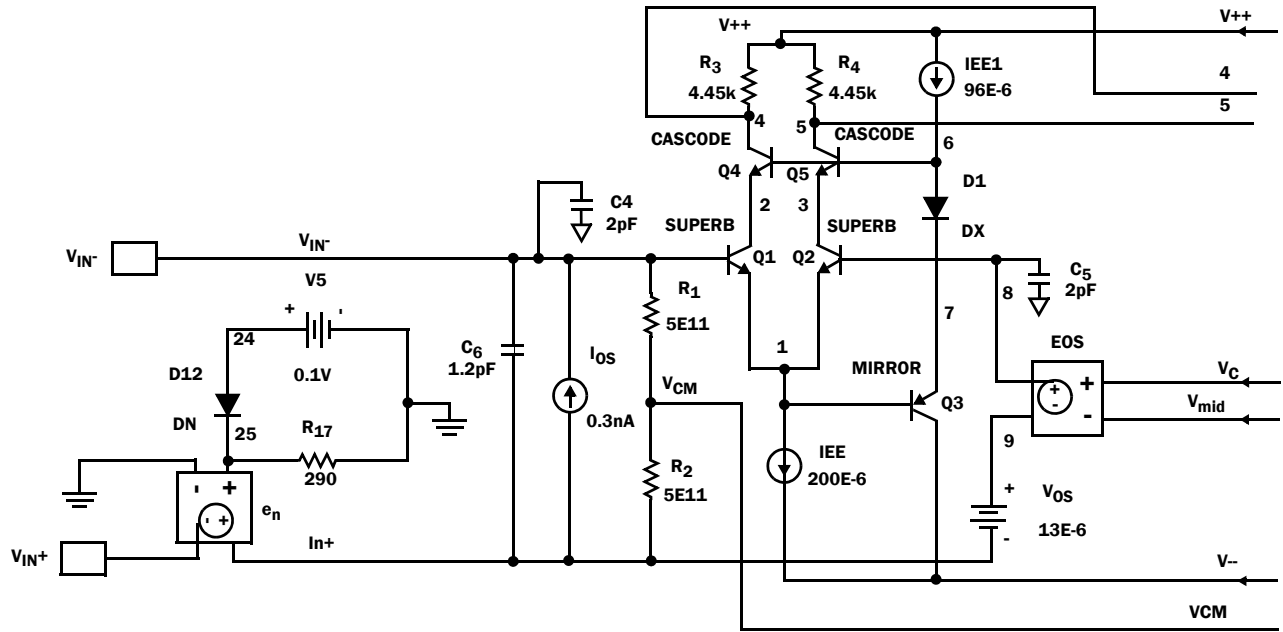 V++
V++
R3
4.45k
R4
4.45k
IEE1
96E-6
4
5
4
5
CASCODE
CASCODE
6
Q4
Q5
D1
C4
2pF
2
3
SUPERB
SUPERB
DX
VIN-
VIN-
Q1
Q2
C5
2pF
8
V5
+
-
R1
5E11
7
24
1
EOS
C6
1.2pF
IOS
0.1V
D12
MIRROR
VC
+
+
-
VCM
Vmid
-
DN
R17
Q3
25
0.3nA
9
290
R2
5E11
IEE
200E-6
-
+
en
+
VOS
-
+
13E-6
In+
-
VIN+
V--
VCM